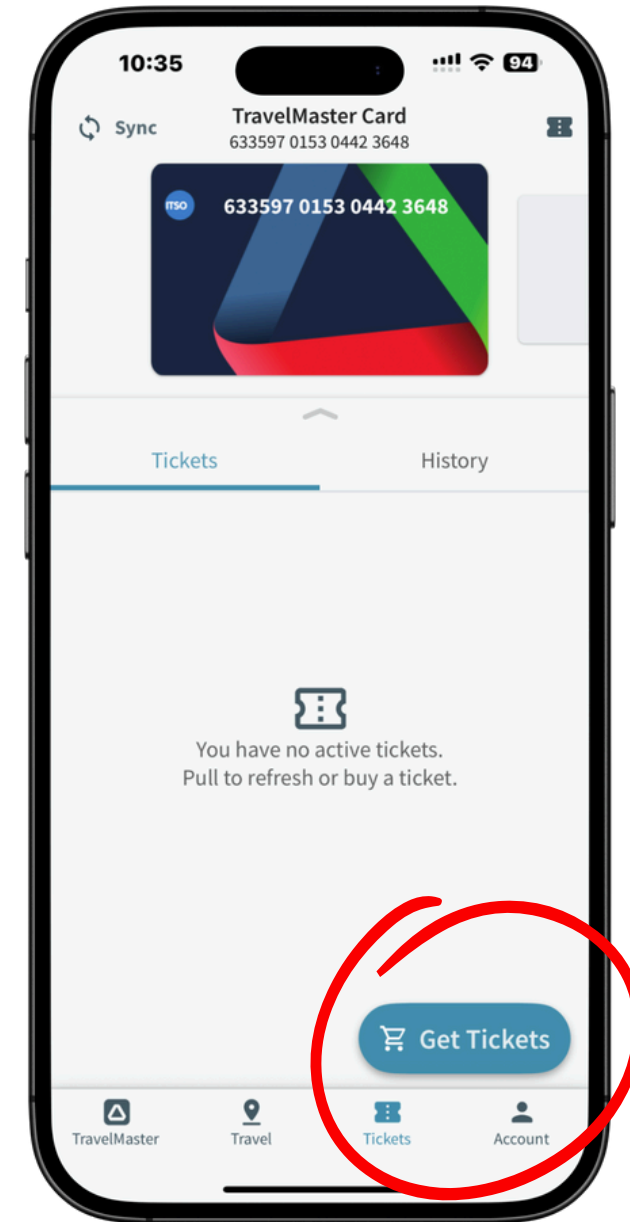 10:35
94
Sync
TravelMaster Card
633597 0153 0442 3648
ITSO
633597 0153 0442 3648
Tickets
History
You have no active tickets.
Pull to refresh or buy a ticket.
Get Tickets
TravelMaster
Travel
Tickets
Account